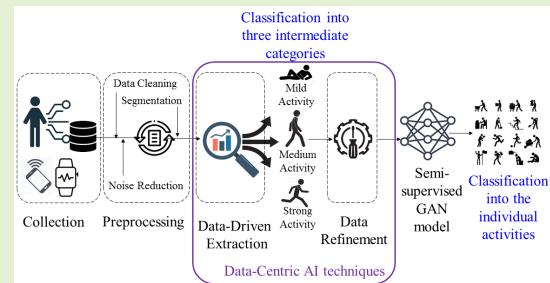 Classification into
three intermediate
categories
Data Cleaning
Segmentation
Noise Reduction
Mild
Activity
Medium
Activity
Strong
Activity
Collection
Preprocessing
Data-Driven
Extraction
Data
Refinement
Semi-
supervised
GAN
model
Classification
into the
individual
activities
Data-Centric AI techniques